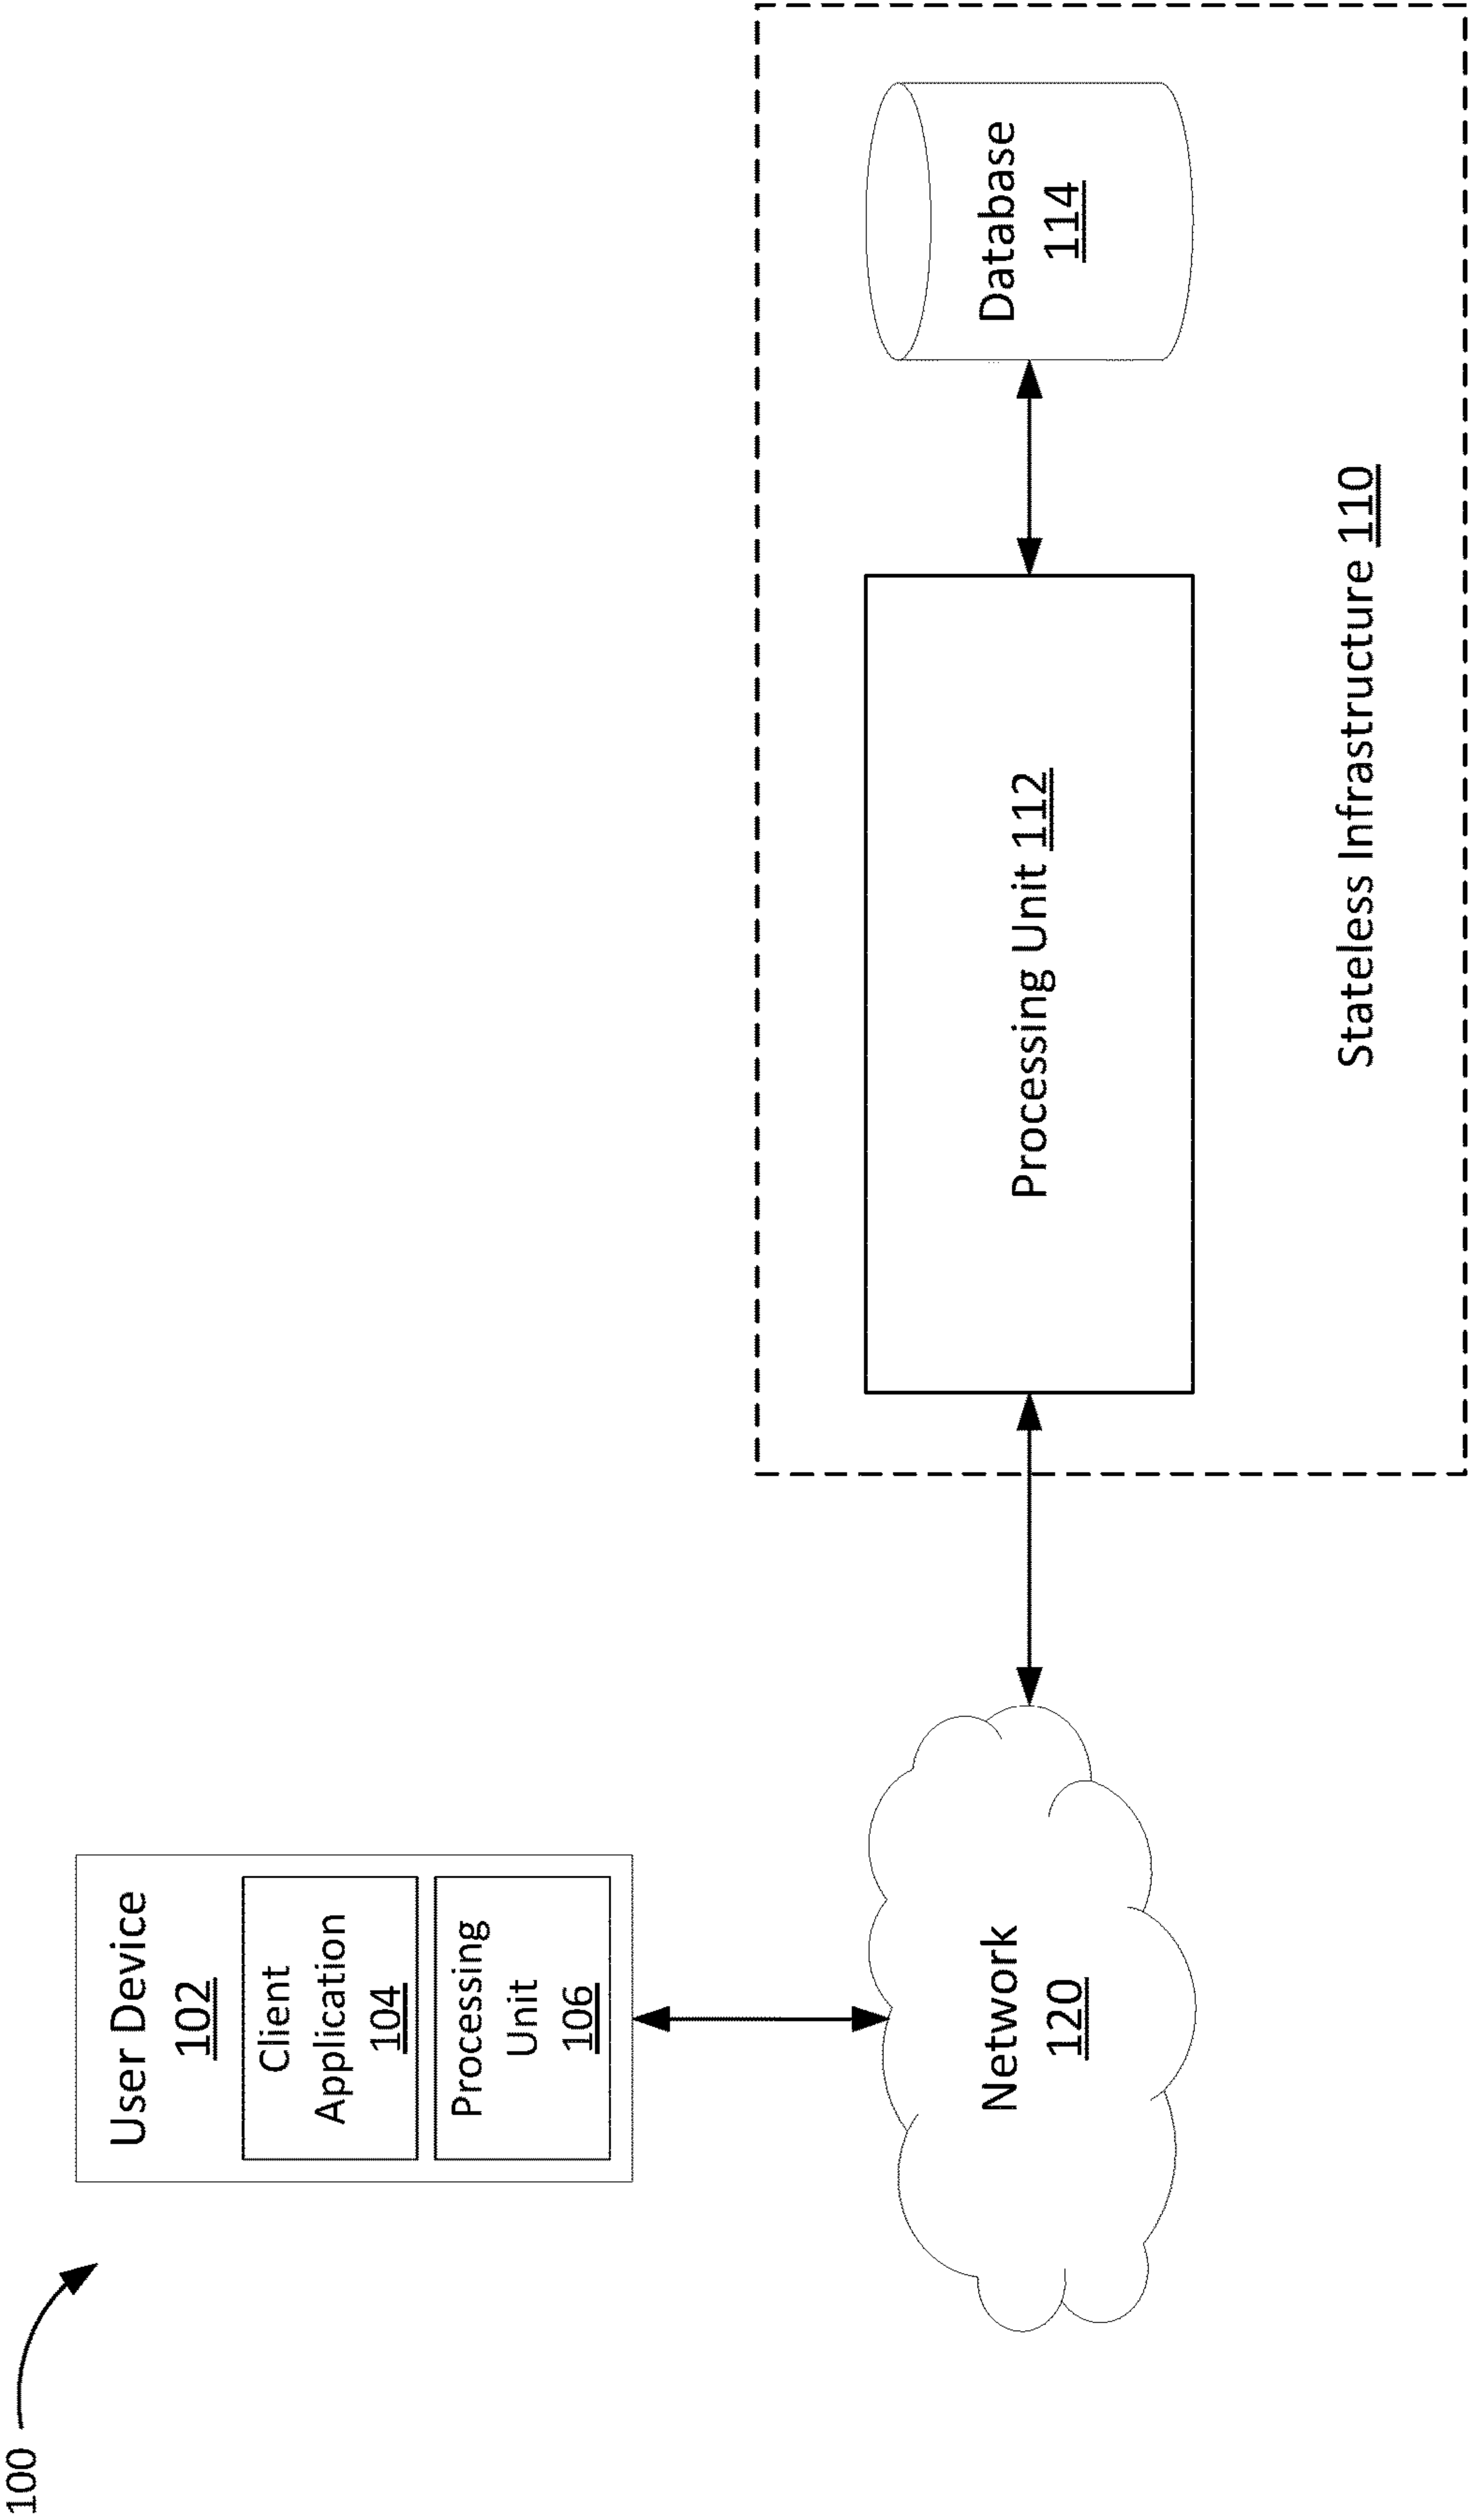 100
User Device
102
Client
Application
104
Processing
Unit
106
Network
120
Processing Unit 112
Database
114
Stateless Infrastructure 110